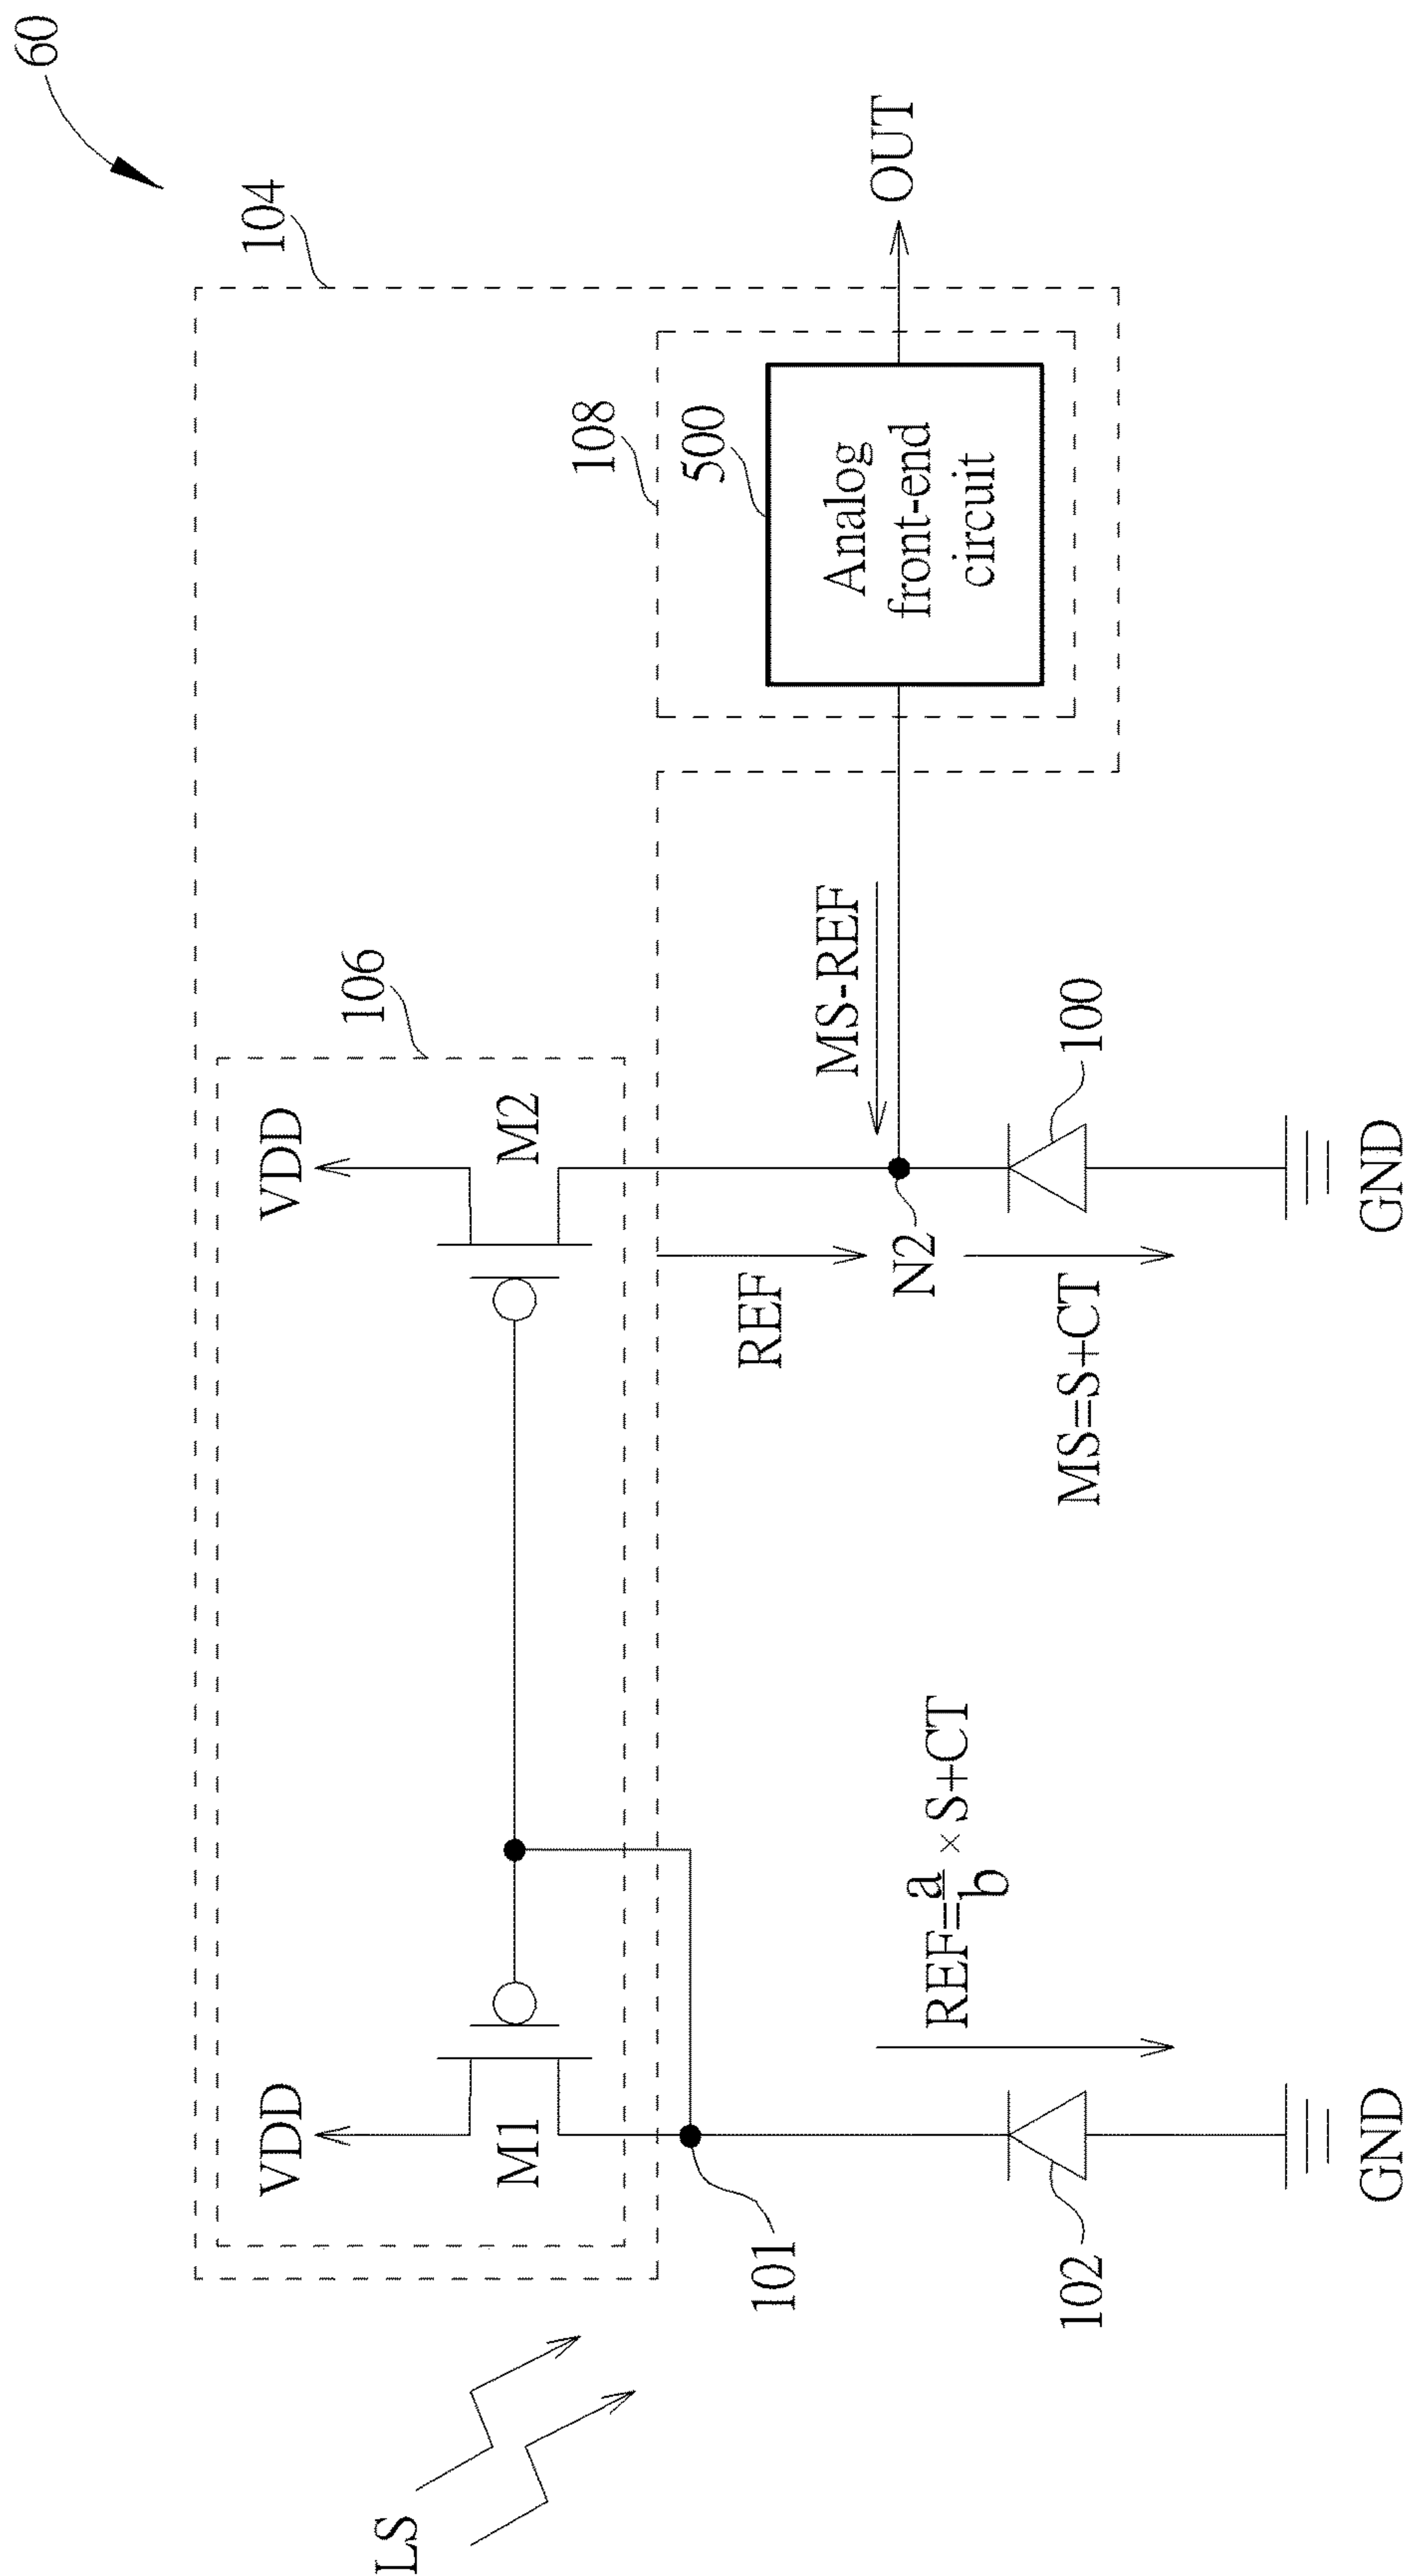 60
104
106
108
500
VDD
VDD
M1
M2
Analog
front-end
circuit
OUT
MS-REF
REF
N2
100
MS=S+CT
REF=a/b×S+CT
101
102
LS
GND
GND